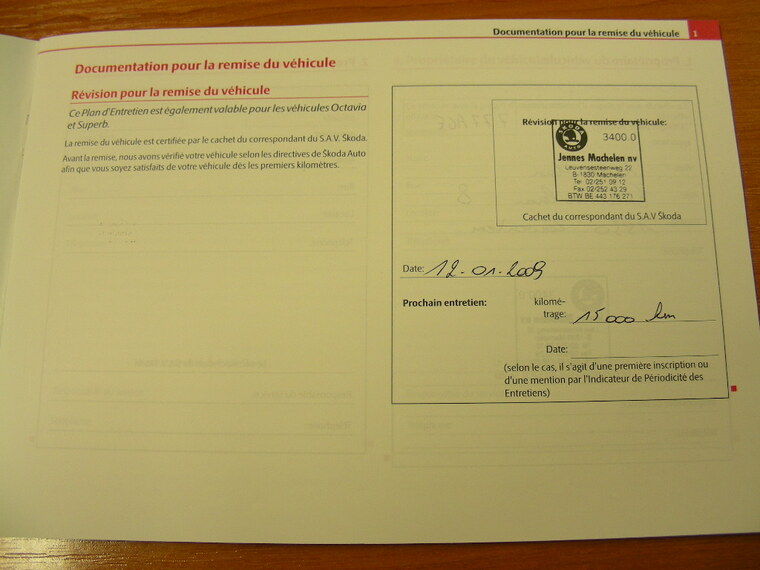 Documentation pour la remise du véhicule 1
Documentation pour la remise du véhicule
Révision pour la remise du véhicule
Ce Plan d'Entretien est également valable pour les véhicules Octavia
et Superb.
La remise du véhicule est certifiée par le cachet du correspondant du S.A.V. Škoda.
Avant la remise, nous avons vérifié votre véhicule selon les directives de Škoda Auto
afin que vous soyez satisfaits de votre véhicule dès les premiers kilomètres.
Révision pour la remise du véhicule:
ŠKODA
AUTO
3400.0
Jennes Machelen nv
Leuvensesteenweg 22
B-1830 Machelen
Tel. 02/251 09 12
Fax 02/252 43 29
BTW BE 443 176 271
Cachet du correspondant du S.A.V Škoda
Date: 12-01-2009
Prochain entretien: kilomé-
trage: 15000 km
Date:
(selon le cas, il s'agit d'une première inscription ou
d'une mention par l'Indicateur de Périodicité des
Entretiens)